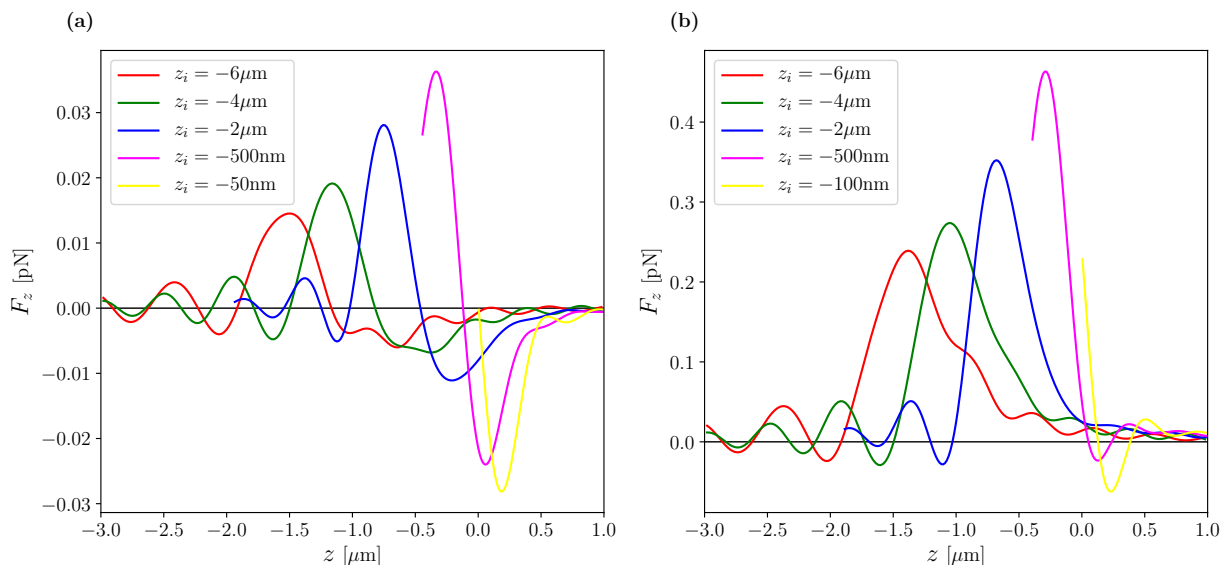 (a)
z_i = −6μm
z_i = −4μm
z_i = −2μm
z_i = −500nm
z_i = −50nm
0.03
0.02
0.01
0.00
−0.01
−0.02
−0.03
F_z [pN]
−3.0 −2.5 −2.0 −1.5 −1.0 −0.5 0.0 0.5 1.0
z [μm]
(b)
z_i = −6μm
z_i = −4μm
z_i = −2μm
z_i = −500nm
z_i = −100nm
0.4
0.3
0.2
0.1
0.0
F_z [pN]
−3.0 −2.5 −2.0 −1.5 −1.0 −0.5 0.0 0.5 1.0
z [μm]